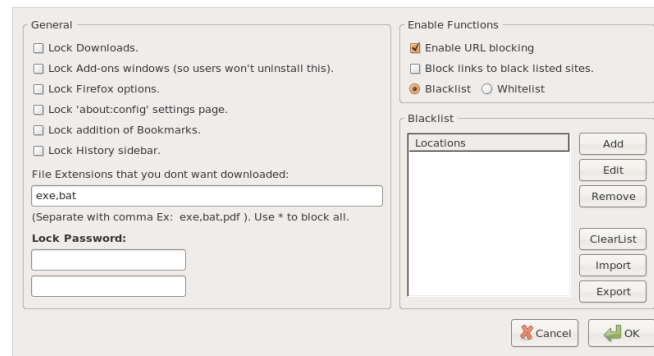 General
Lock Downloads.
Lock Add-ons windows (so users won't uninstall this).
Lock Firefox options.
Lock 'about:config' settings page.
Lock addition of Bookmarks.
Lock History sidebar.
File Extensions that you dont want downloaded:
exe,bat
(Separate with comma Ex: exe,bat,pdf ). Use * to block all.
Lock Password:
Enable Functions
Enable URL blocking
Block links to black listed sites.
Blacklist Whitelist
Blacklist
Locations
Add
Edit
Remove
ClearList
Import
Export
Cancel
OK